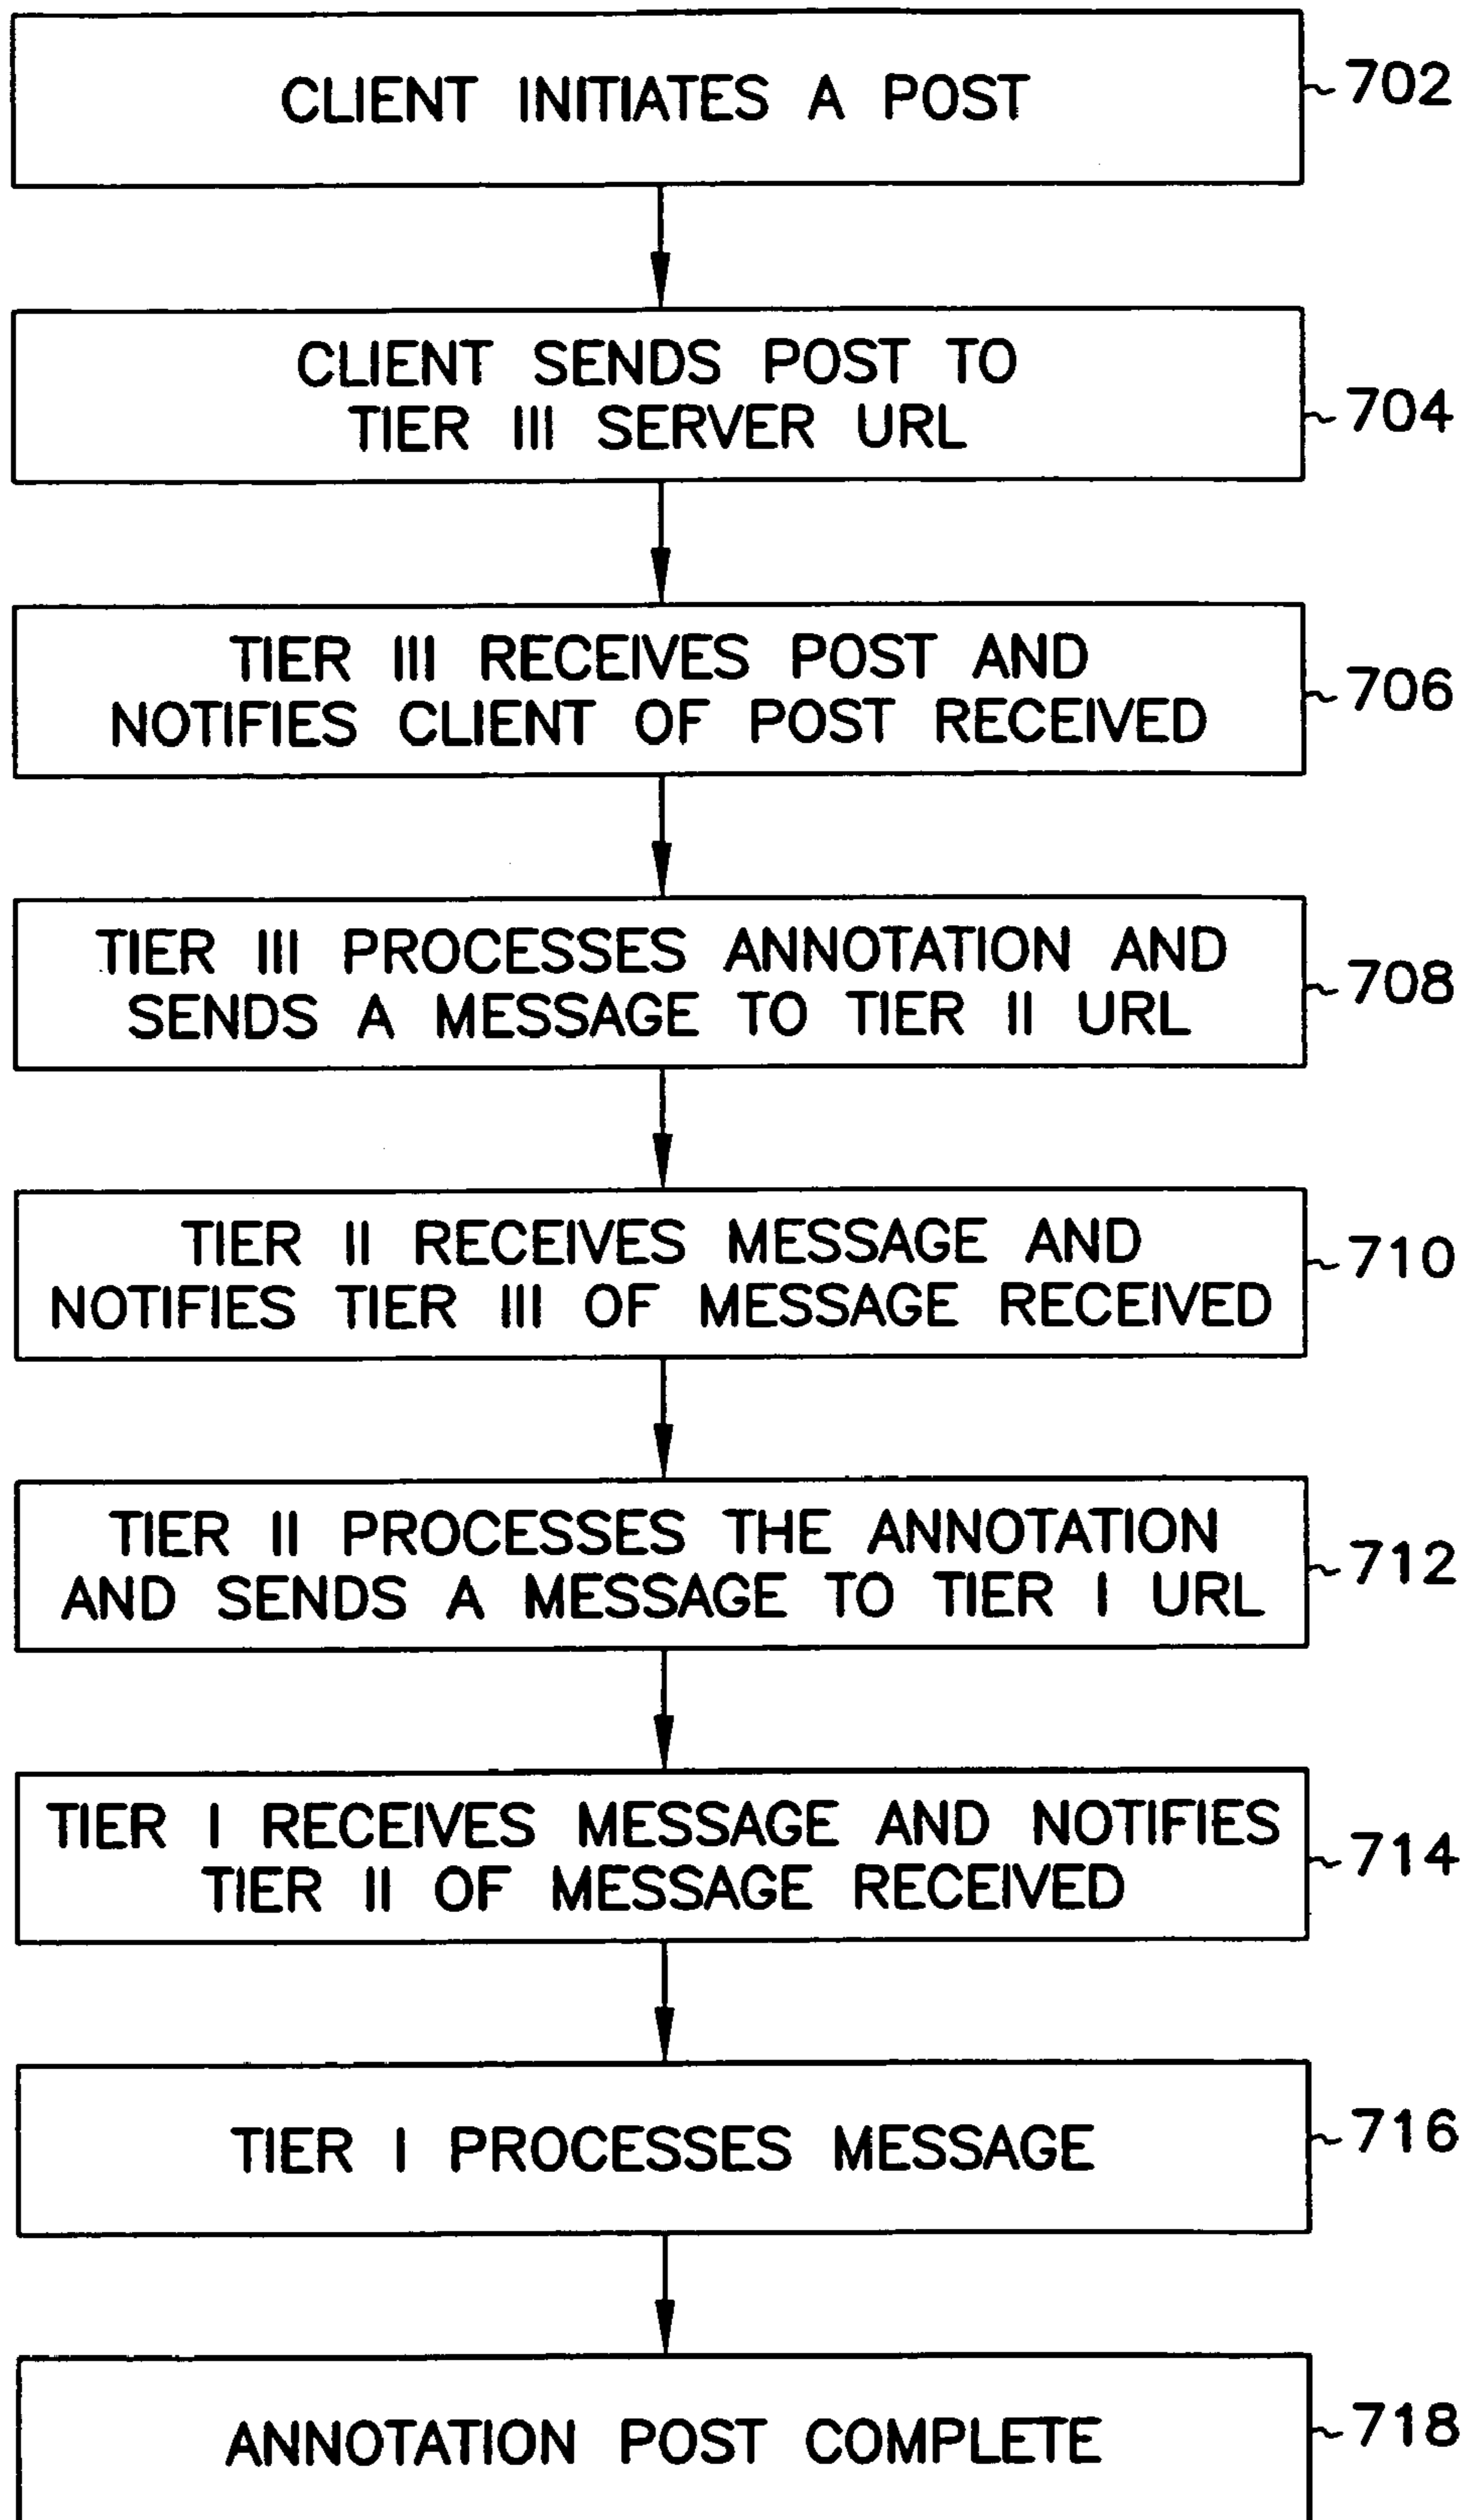 CLIENT INITIATES A POST
702
CLIENT SENDS POST TO
TIER III SERVER URL
704
TIER III RECEIVES POST AND
NOTIFIES CLIENT OF POST RECEIVED
706
TIER III PROCESSES ANNOTATION AND
SENDS A MESSAGE TO TIER II URL
708
TIER II RECEIVES MESSAGE AND
NOTIFIES TIER III OF MESSAGE RECEIVED
710
TIER II PROCESSES THE ANNOTATION
AND SENDS A MESSAGE TO TIER I URL
712
TIER I RECEIVES MESSAGE AND NOTIFIES
TIER II OF MESSAGE RECEIVED
714
TIER I PROCESSES MESSAGE
716
ANNOTATION POST COMPLETE
718